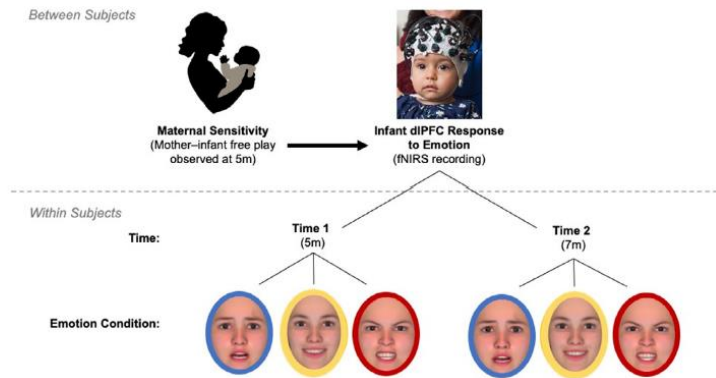 Between Subjects
Maternal Sensitivity
(Mother–infant free play
observed at 5m)
Infant dlPFC Response
to Emotion
(fNIRS recording)
Within Subjects
Time:
Time 1
(5m)
Time 2
(7m)
Emotion Condition: